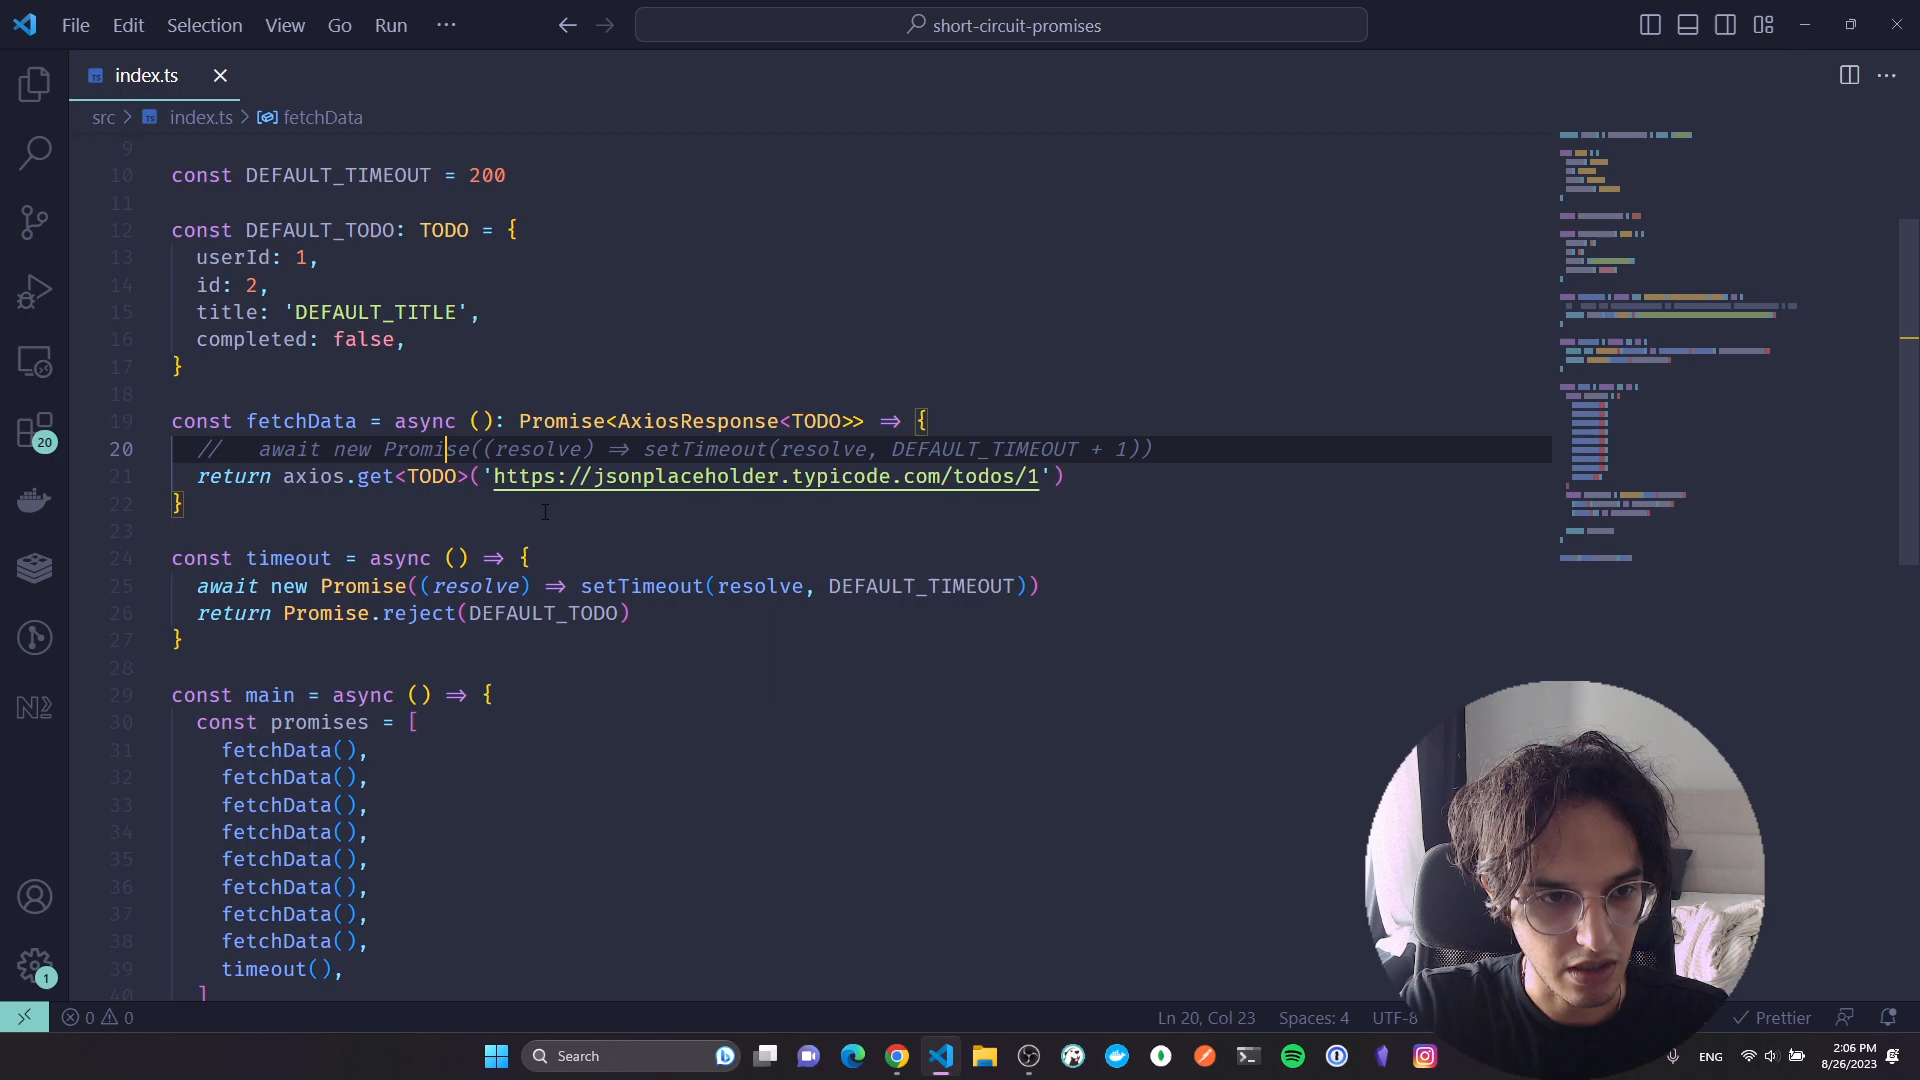 File Edit Selection View Go Run ···
short-circuit-promises
index.ts
src > index.ts > fetchData
9
10 const DEFAULT_TIMEOUT = 200
11
12 const DEFAULT_TODO: TODO = {
13 userId: 1,
14 id: 2,
15 title: 'DEFAULT_TITLE',
16 completed: false,
17 }
18
19 const fetchData = async (): Promise<AxiosResponse<TODO>> ⇒ {
20 // await new Promise((resolve) ⇒ setTimeout(resolve, DEFAULT_TIMEOUT + 1))
21 return axios.get<TODO>('https://jsonplaceholder.typicode.com/todos/1')
22 }
23
24 const timeout = async () ⇒ {
25 await new Promise((resolve) ⇒ setTimeout(resolve, DEFAULT_TIMEOUT))
26 return Promise.reject(DEFAULT_TODO)
27 }
28
29 const main = async () ⇒ {
30 const promises = [
31 fetchData(),
32 fetchData(),
33 fetchData(),
34 fetchData(),
35 fetchData(),
36 fetchData(),
37 fetchData(),
38 fetchData(),
39 timeout(),
40 ]
20
1
0 0
Ln 20, Col 23 Spaces: 4 UTF-8 Prettier
Search
ENG
2:06 PM
8/26/2023